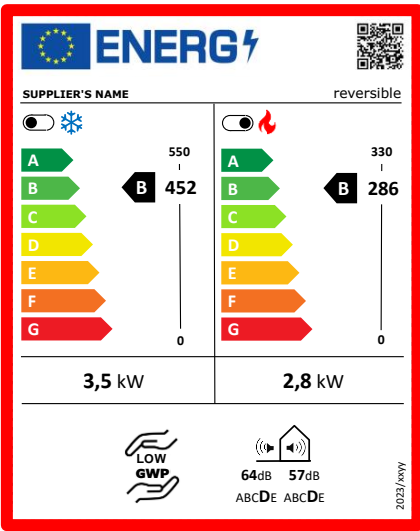 ENERG
SUPPLIER'S NAME
reversible
A
B
C
D
E
F
G
550
B 452
0
A
B
C
D
E
F
G
330
B 286
0
3,5 kW
2,8 kW
LOW
GWP
64dB 57dB
ABCDE ABCDE
2023/xxyy